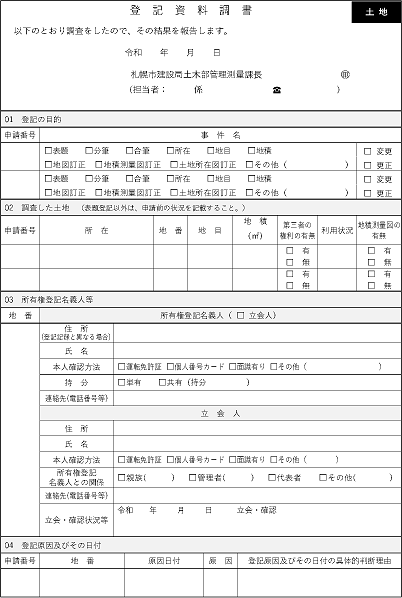 登記資料調書
土地
以下のとおり調査をしたので、その結果を報告します。
令和　年　月　日
札幌市建設局土木部管理測量課長　㊞
(担当者：　係　☎　)
01　登記の目的
申請番号　事件名
□表題　□分筆　□合筆　□所在　□地目　□地積　□変更
□地図訂正　□地積測量図訂正　□土地所在図訂正　□その他（　）　□更正
□表題　□分筆　□合筆　□所在　□地目　□地積　□変更
□地図訂正　□地積測量図訂正　□土地所在図訂正　□その他（　）　□更正
02　調査した土地　（表題登記以外は、申請前の状況を記載すること。）
申請番号　所在　地番　地目　地積(㎡)　第三者の権利の有無　利用状況　地積測量図の有無
□有　□有
□無　□無
□有　□有
□無　□無
03　所有権登記名義人等
地番　所有権登記名義人（□立会人）
住所
(登記記録と異なる場合)
氏名
本人確認方法　□運転免許証　□個人番号カード　□面識有り　□その他（　）
持分　□単有　□共有（持分　）
連絡先(電話番号等)
立会人
住所
氏名
本人確認方法　□運転免許証　□個人番号カード　□面識有り　□その他（　）
所有権登記名義人との関係　□親族(　)　□管理者(　)　□代表者　□その他(　)
連絡先(電話番号等)
立会・確認状況等　令和　年　月　日　立会・確認
04　登記原因及びその日付
申請番号　地番　原因日付　原因　登記原因及びその日付の具体的判断理由